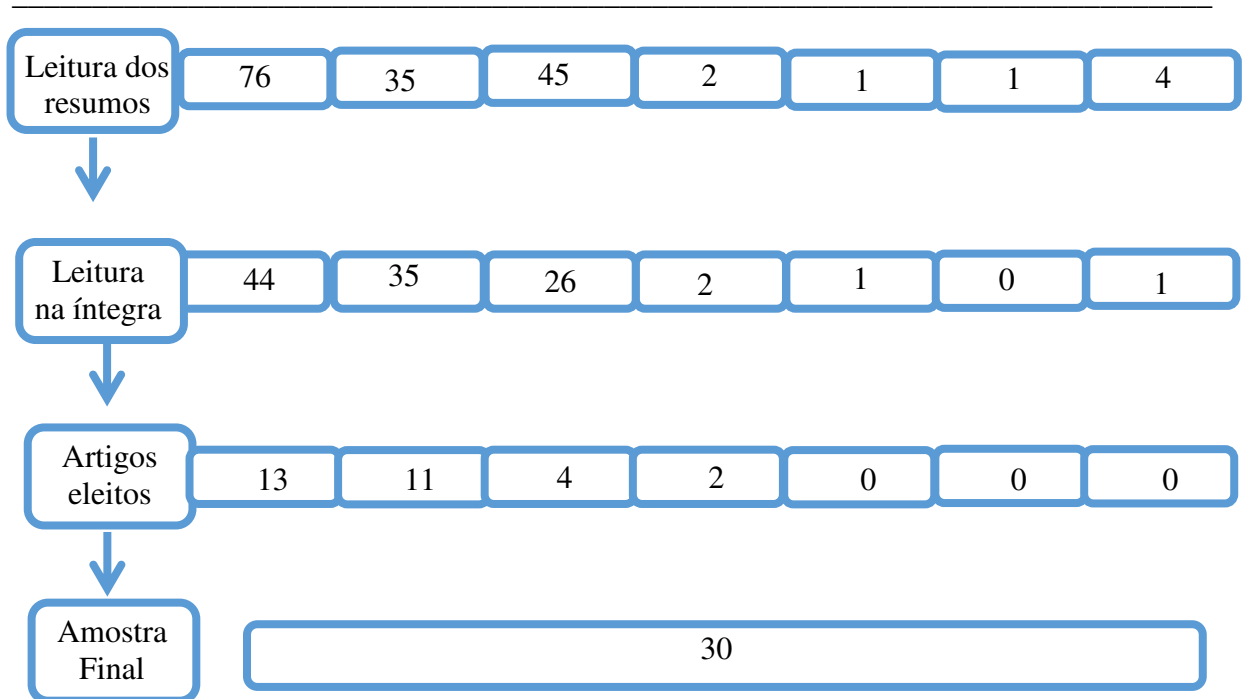 Leitura dos
resumos
76 35 45 2 1 1 4
Leitura
na íntegra
44 35 26 2 1 0 1
Artigos
eleitos
13 11 4 2 0 0 0
Amostra
Final
30